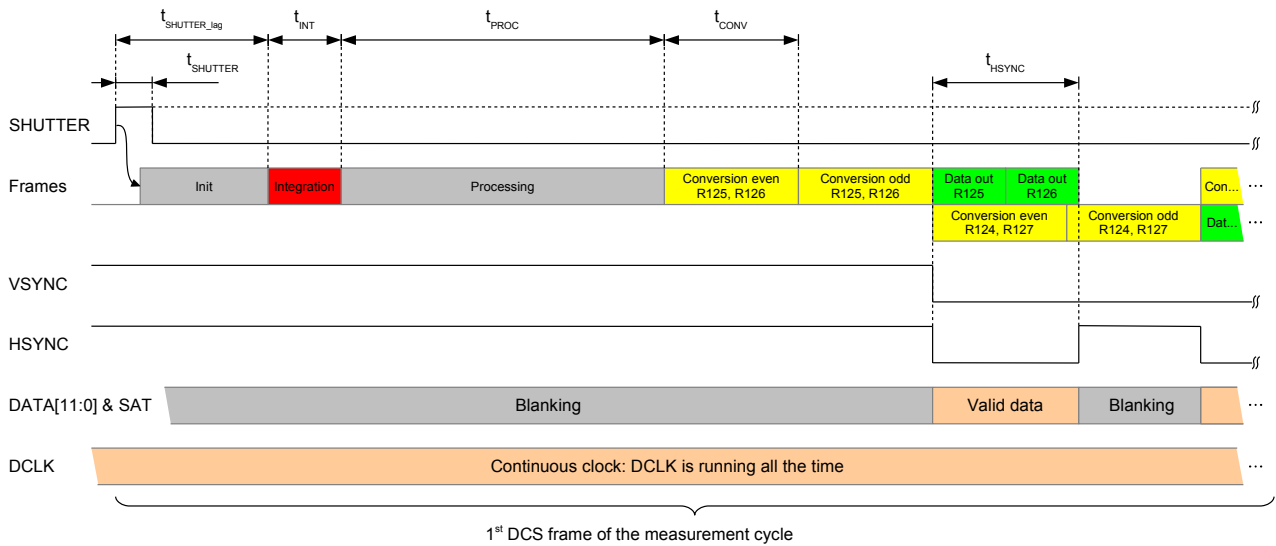 tSHUTTER_lag tINT tPROC tCONV
tSHUTTER tHSYNC
SHUTTER
Frames Init Integration Processing Conversion even Conversion odd Data out Data out Con...
R125, R126 R125, R126 R125 R126
Conversion even Conversion odd Dat...
R124, R127 R124, R127
VSYNC
HSYNC
DATA[11:0] & SAT Blanking Valid data Blanking ...
DCLK Continuous clock: DCLK is running all the time ...
1st DCS frame of the measurement cycle